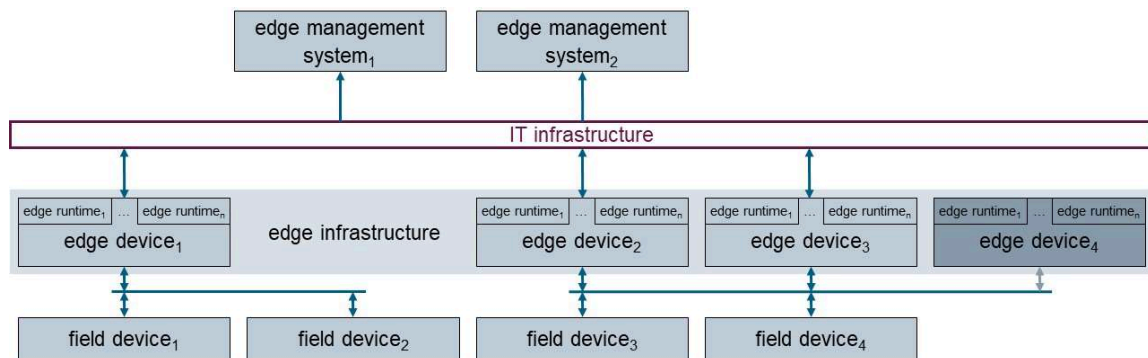 edge management
system₁
edge management
system₂
IT infrastructure
edge runtime₁ ... edge runtimeₙ
edge device₁
edge infrastructure
edge runtime₁ ... edge runtimeₙ
edge device₂
edge runtime₁ ... edge runtimeₙ
edge device₃
edge runtime₁ ... edge runtimeₙ
edge device₄
field device₁
field device₂
field device₃
field device₄